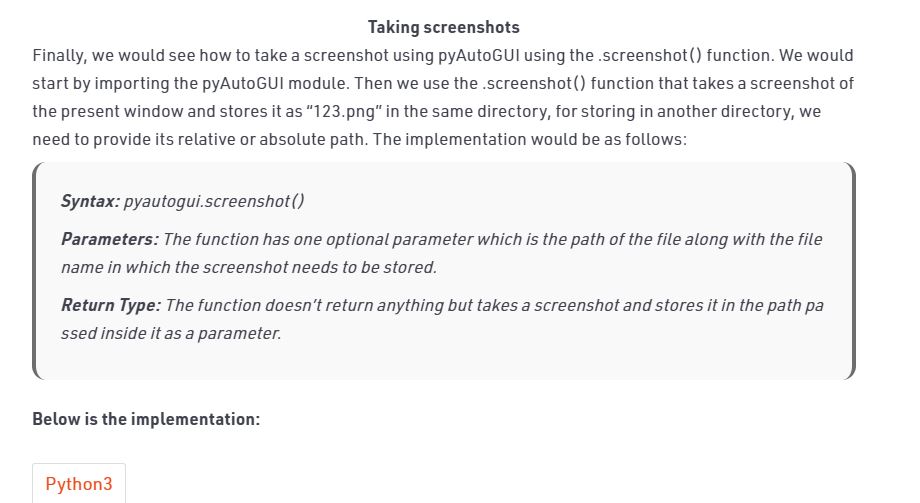 Taking screenshots
Finally, we would see how to take a screenshot using pyAutoGUI using the .screenshot() function. We would
start by importing the pyAutoGUI module. Then we use the .screenshot() function that takes a screenshot of
the present window and stores it as “123.png” in the same directory, for storing in another directory, we
need to provide its relative or absolute path. The implementation would be as follows:
Syntax: pyautogui.screenshot()
Parameters: The function has one optional parameter which is the path of the file along with the file
name in which the screenshot needs to be stored.
Return Type: The function doesn’t return anything but takes a screenshot and stores it in the path pa
ssed inside it as a parameter.
Below is the implementation:
Python3